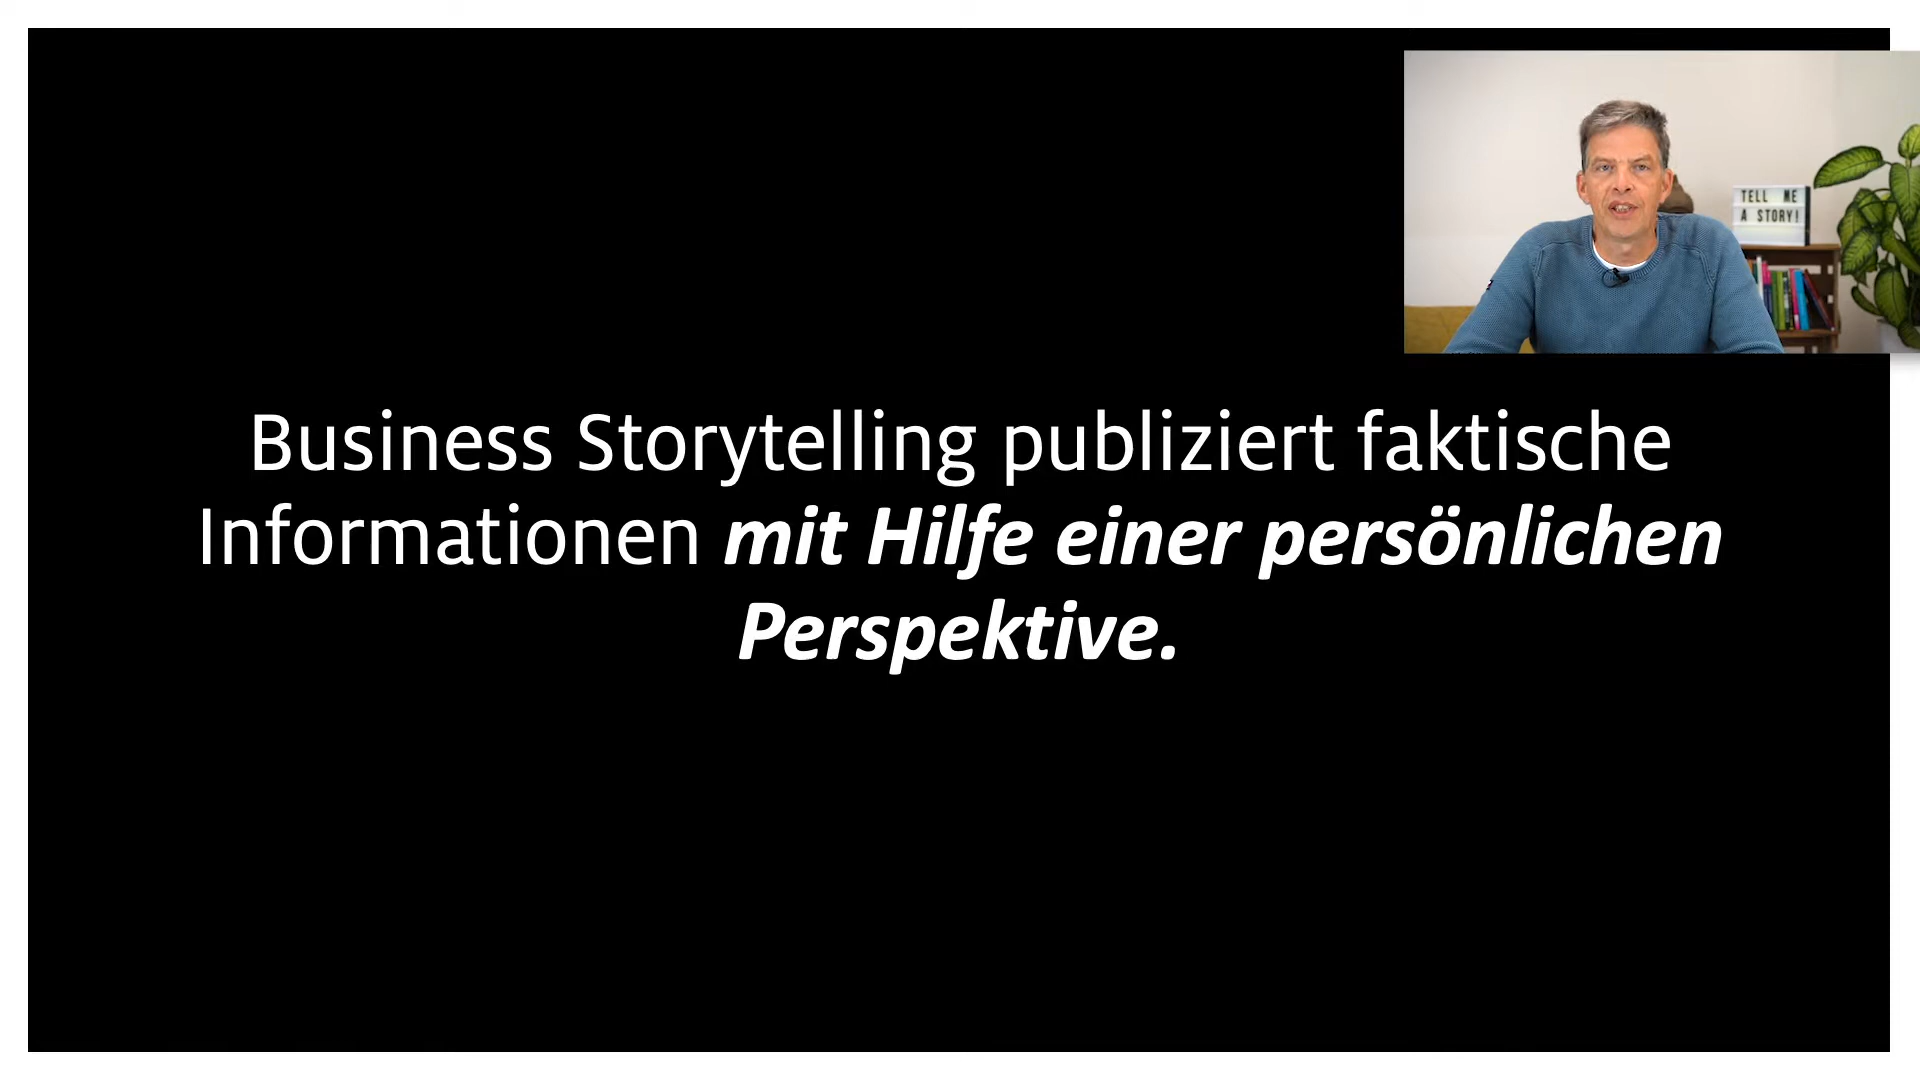 TELL ME
A STORY!
Business Storytelling publiziert faktische
Informationen mit Hilfe einer persönlichen
Perspektive.